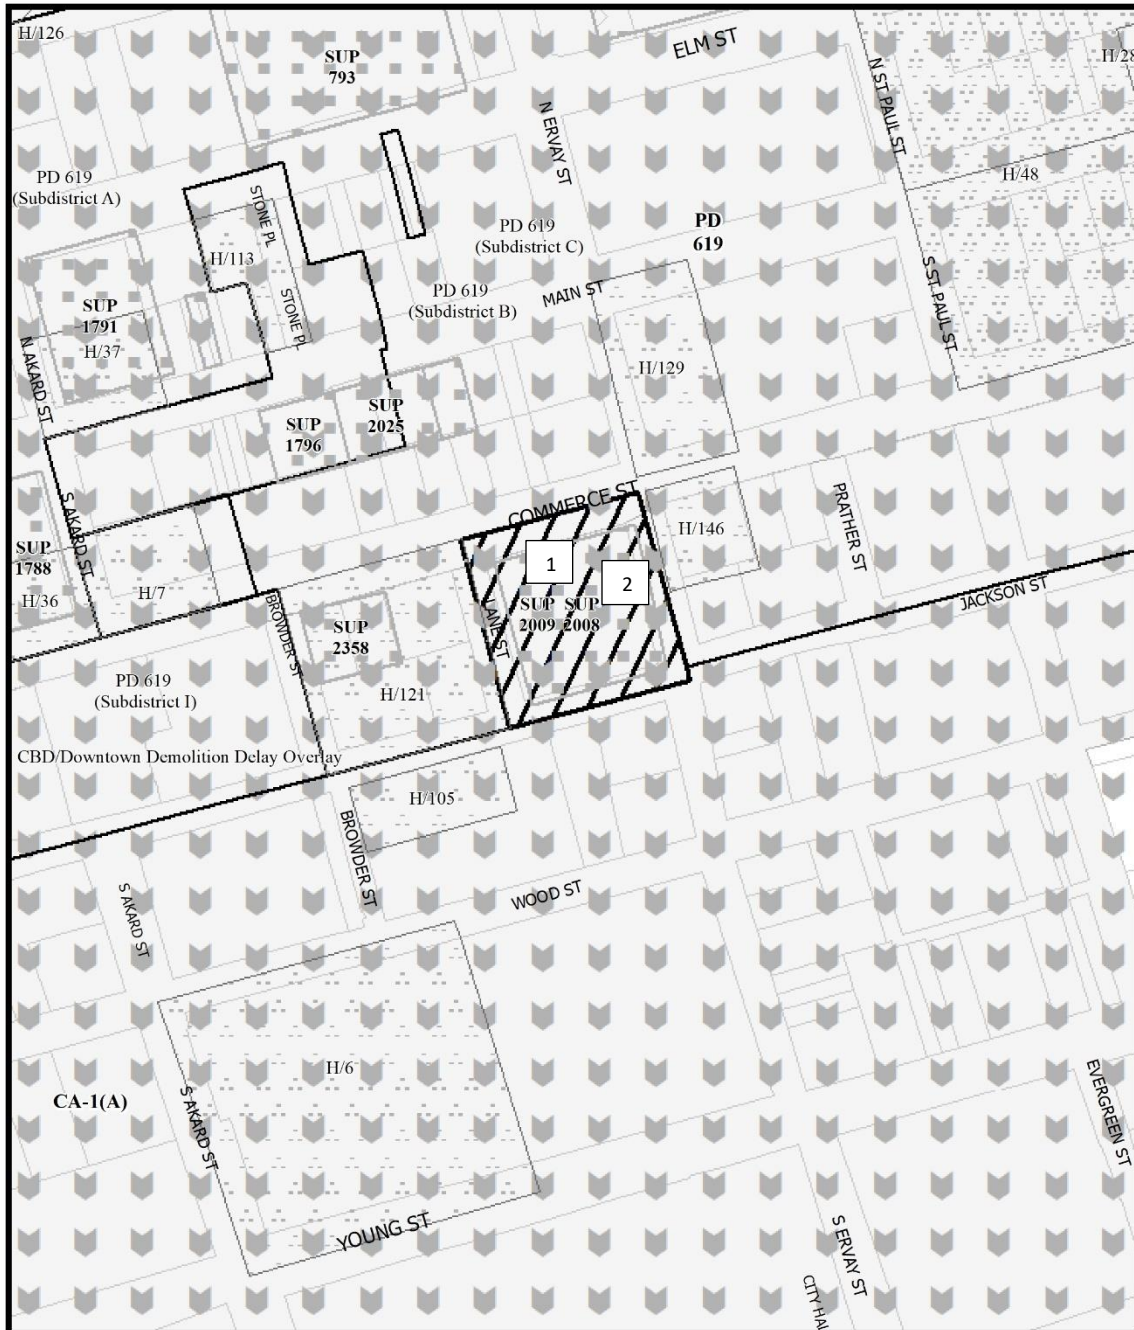 H/126
SUP
793
ELM ST
N ST PAUL ST
H/28
N ERVAY ST
PD 619
(Subdistrict A)
STONE PL
H/48
PD 619
(Subdistrict C)
PD
619
H/113
S ST PAUL ST
PD 619
(Subdistrict B)
MAIN ST
SUP
1791
STONE PL
H/37
N AKARD ST
H/129
SUP
2025
SUP
1796
S AKARD ST
COMMERCE ST
PRATHER ST
H/146
SUP
1788
1
2
H/7
H/36
BROWDER ST
LANE ST
SUP
2009
SUP
2008
JACKSON ST
SUP
2358
PD 619
(Subdistrict I)
H/121
CBD/Downtown Demolition Delay Overlay
H/105
BROWDER ST
WOOD ST
S AKARD ST
H/6
CA-1(A)
S AKARD ST
EVERGREEN ST
YOUNG ST
S ERVAY ST
CITY HAL